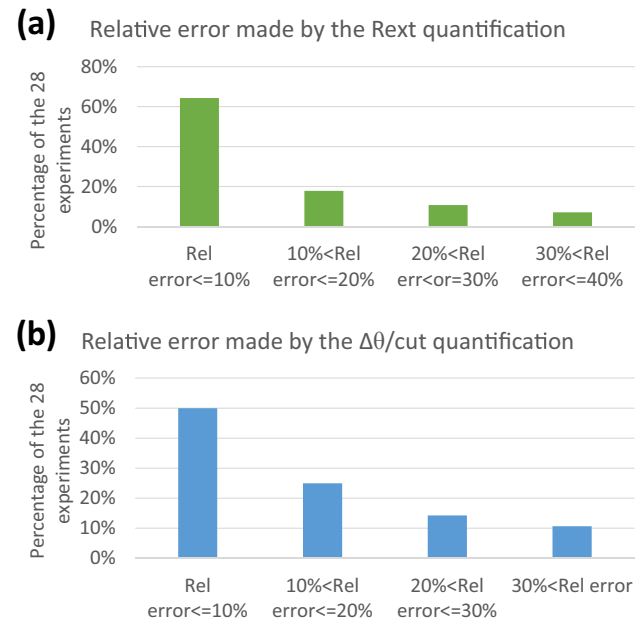 (a) Relative error made by the Rext quantification
Percentage of the 28
experiments
80%
60%
40%
20%
0%
Rel
error<=10%
10%<Rel
error<=20%
20%<Rel
err<or=30%
30%<Rel
error<=40%
(b) Relative error made by the Δθ/cut quantification
Percentage of the 28
experiments
60%
50%
40%
30%
20%
10%
0%
Rel
error<=10%
10%<Rel
error<=20%
20%<Rel
error<=30%
30%<Rel error